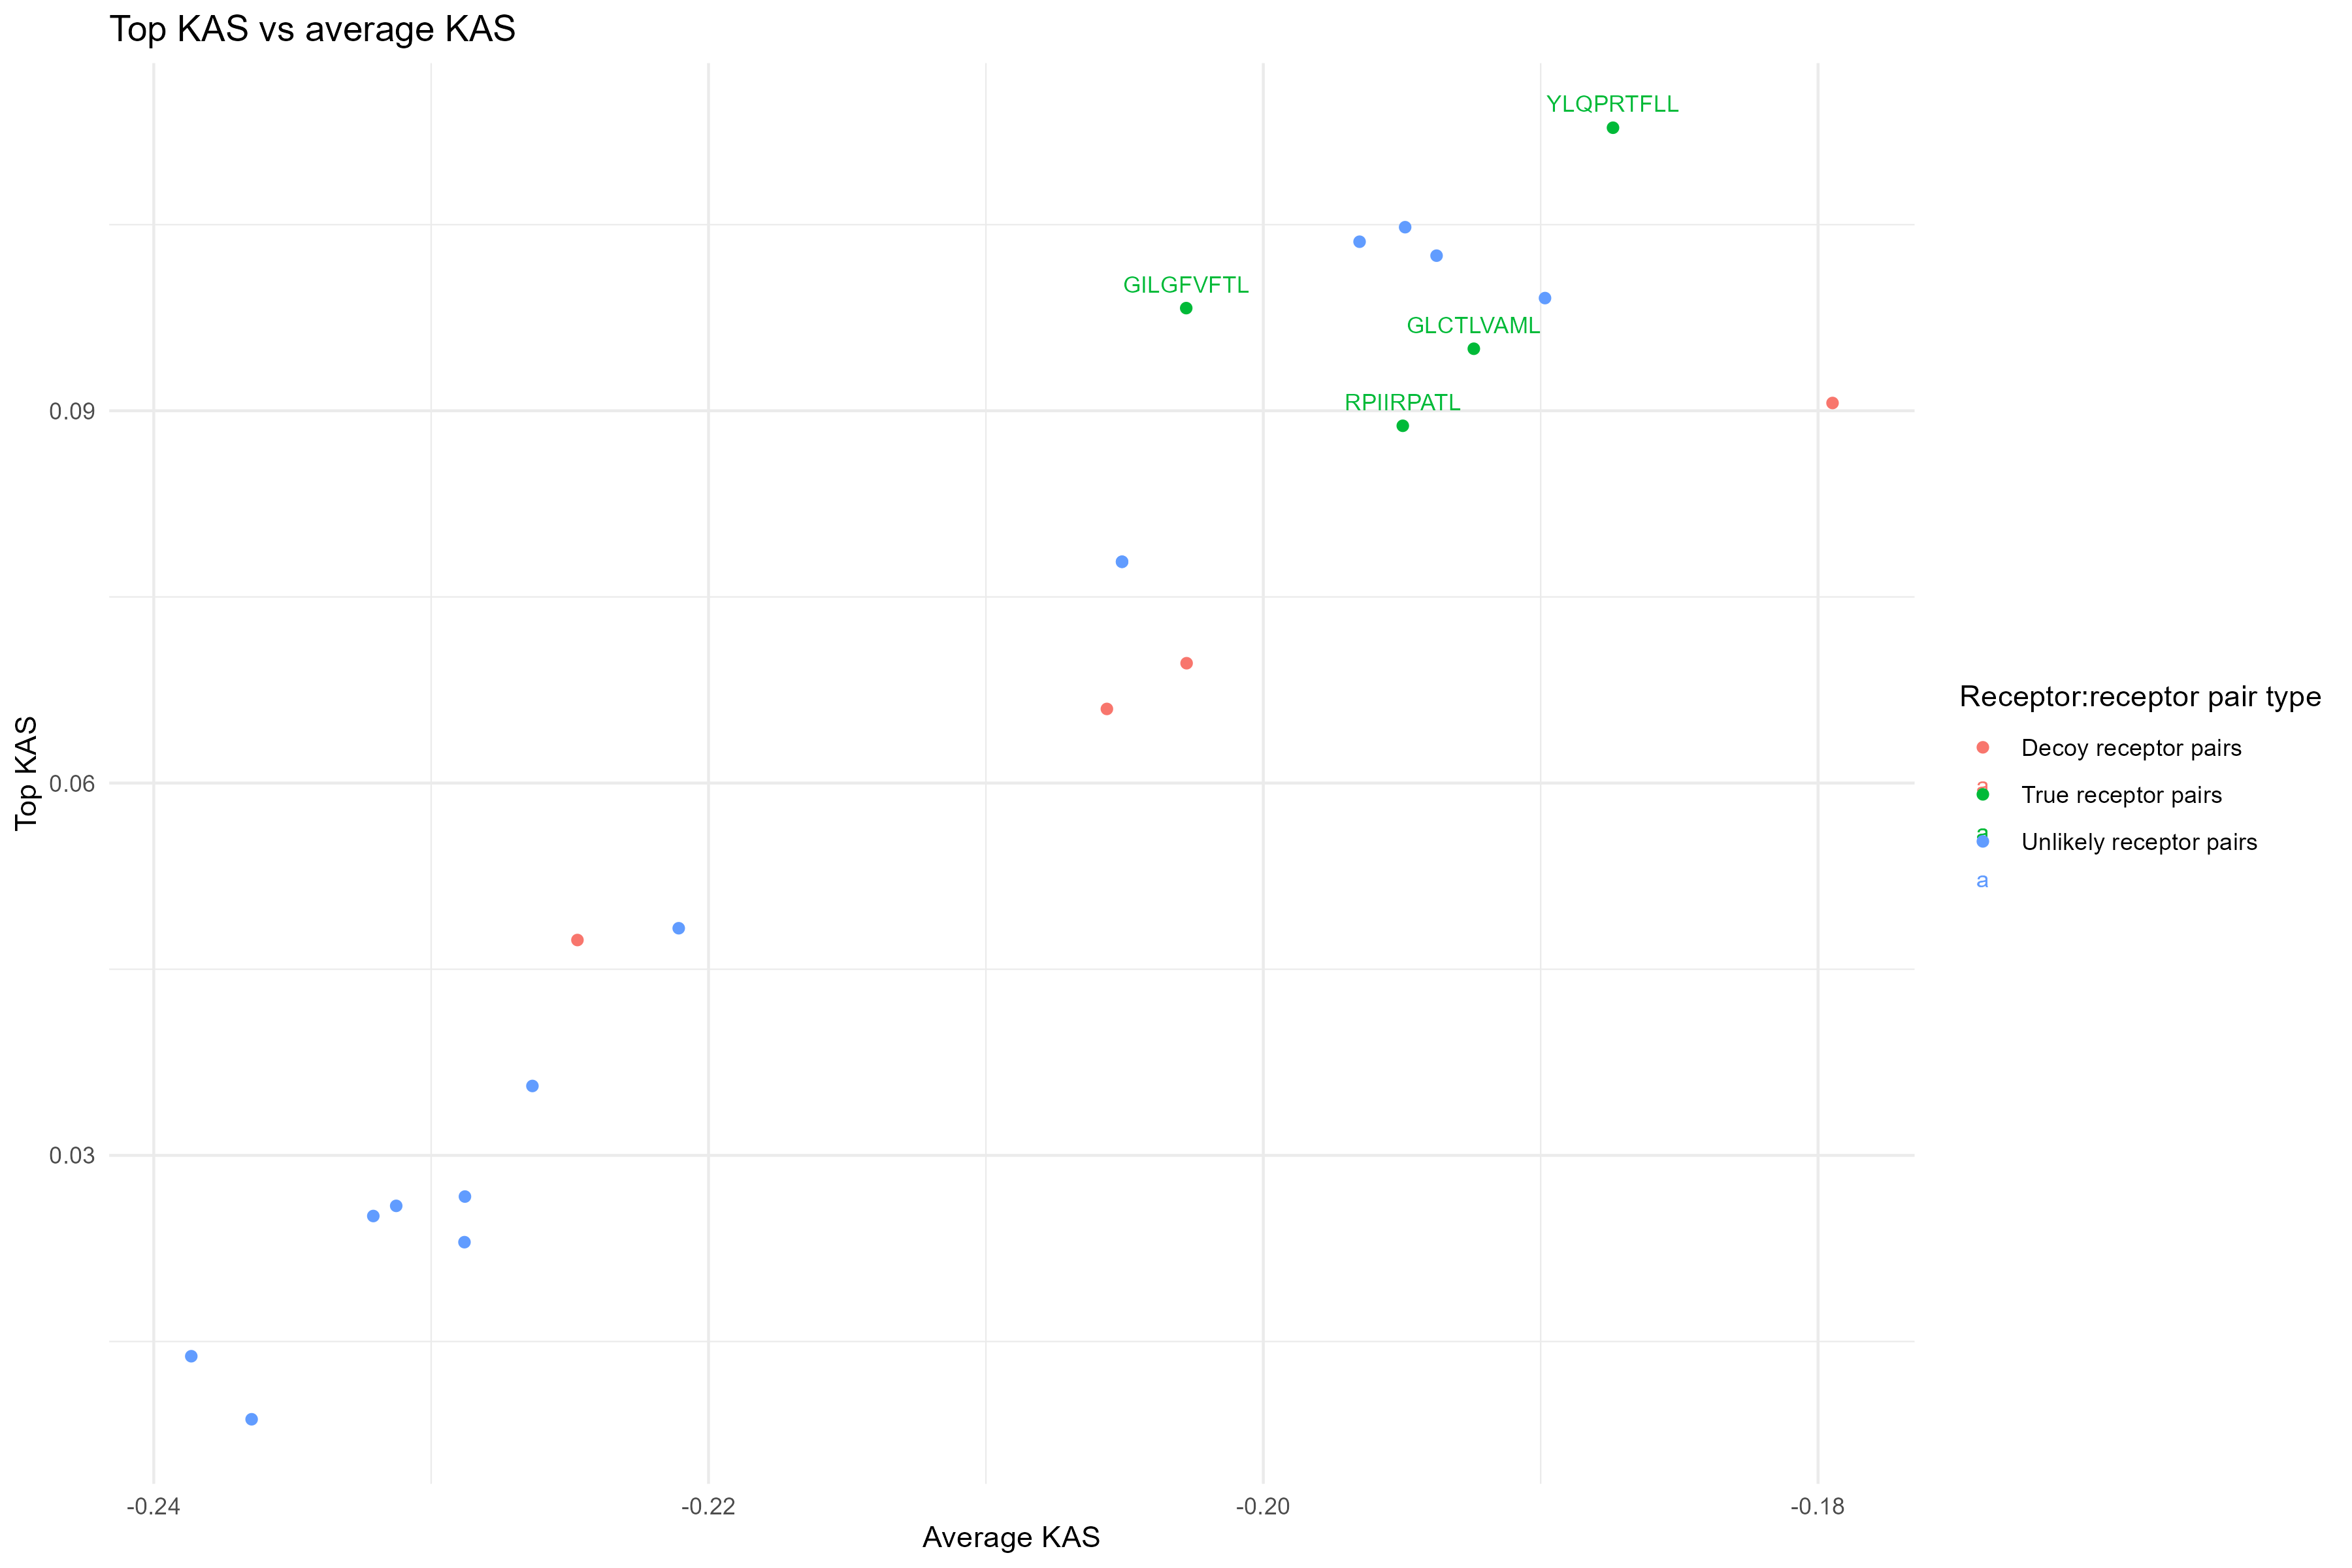 Top KAS vs average KAS
YLQPRTFLL
GILGFVFTL
GLCTLVAML
RPIIRPATL
0.09
0.06
0.03
Top KAS
-0.24
-0.22
-0.20
-0.18
Average KAS
Receptor:receptor pair type
Decoy receptor pairs
a
True receptor pairs
a
Unlikely receptor pairs
a